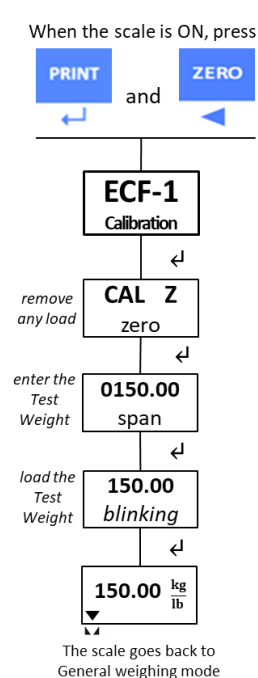 When the scale is ON, press
PRINT
and
ZERO
ECF-1
Calibration
remove
any load
CAL Z
zero
enter the
Test
Weight
0150.00
span
load the
Test
Weight
150.00
blinking
150.00 kg
lb
The scale goes back to
General weighing mode